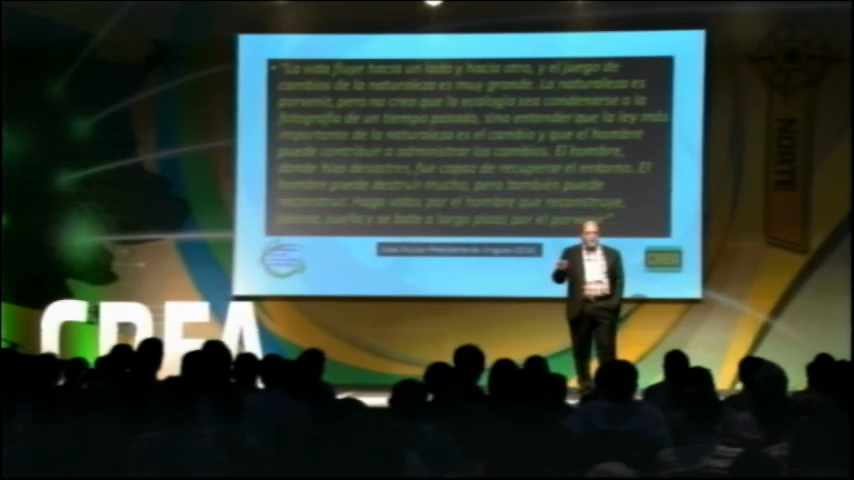 • "La vida fluye hacia un lado y hacia otro, y el juego de
cambios de la naturaleza es muy grande. La naturaleza es
porvenir, pero no creo que la ecología sea condenarse a la
fotografía de un tiempo pasado, sino entender que la ley más
importante de la naturaleza es el cambio y que el hombre
puede contribuir a administrar los cambios. El hombre,
donde hizo desastres, fue capaz de recuperar el entorno. El
hombre puede destruir mucho, pero también puede
reconstruir. Hago votos por el hombre que reconstruye,
piensa, sueña y se bate a largo plazo por el porvenir"
CREA
NORTE